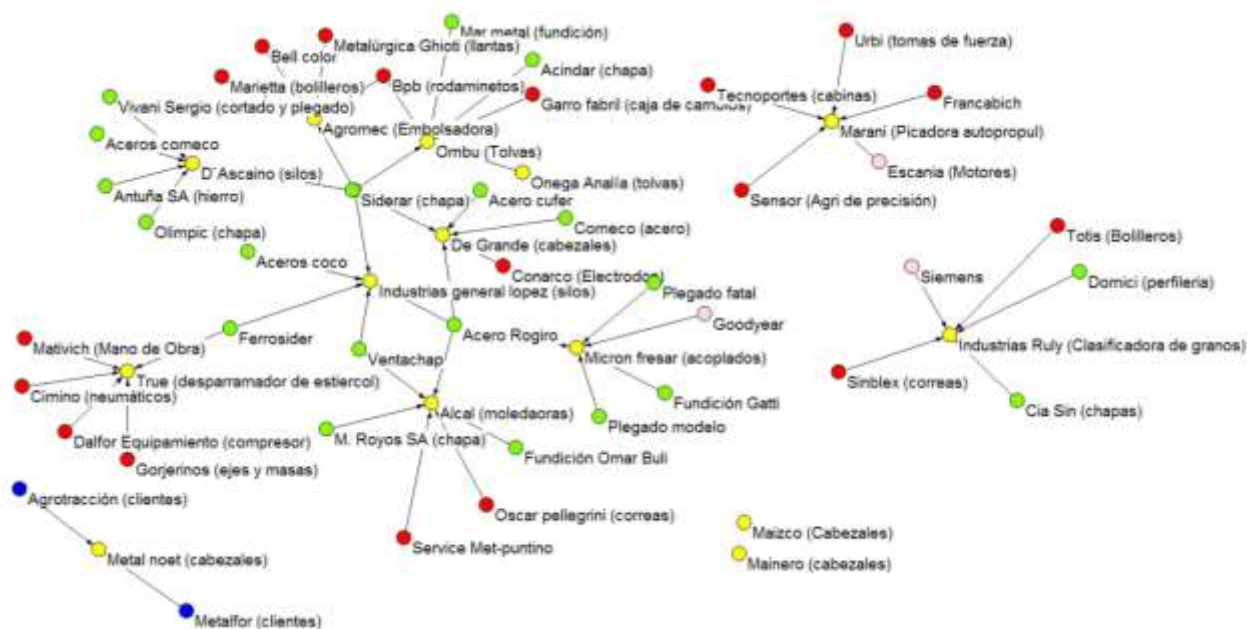 Mar metal (fundición)
Urbi (tomas de fuerza)
Metalúrgica Ghioti (llantas)
Bell color
Acindar (chapa)
Marietta (bolilleros)
Bpb (rodaminetos)
Tecnoportes (cabinas)
Francabich
Vivani Sergio (cortado y plegado)
Garro fabril (caja de cambios)
Agromec (Embolsadora)
Marani (Picadora autopropul)
Aceros comeco
Ombu (Tolvas)
D´Ascaino (silos)
Escania (Motores)
Onega Analía (tolvas)
Antuña SA (hierro)
Siderar (chapa)
Acero cufer
Sensor (Agri de precisión)
Olimpic (chapa)
Comeco (acero)
De Grande (cabezales)
Totis (Bolilleros)
Aceros coco
Conarco (Electrodos)
Siemens
Industrias general lopez (silos)
Plegado fatal
Domici (perfileria)
Goodyear
Ferrosider
Acero Rogiro
Mativich (Mano de Obra)
Ventachap
Micron fresar (acoplados)
Industrias Ruly (Clasificadora de granos)
True (desparramador de estiercol)
Sinblex (correas)
Cimino (neumáticos)
Fundición Gatti
Cia Sin (chapas)
Alcal (moledaoras)
Plegado modelo
Dalfor Equipamiento (compresor)
M. Royos SA (chapa)
Fundición Omar Buli
Gorjerinos (ejes y masas)
Agrotracción (clientes)
Oscar pellegrini (correas)
Maizco (Cabezales)
Service Met-puntino
Metal noet (cabezales)
Mainero (cabezales)
Metalfor (clientes)